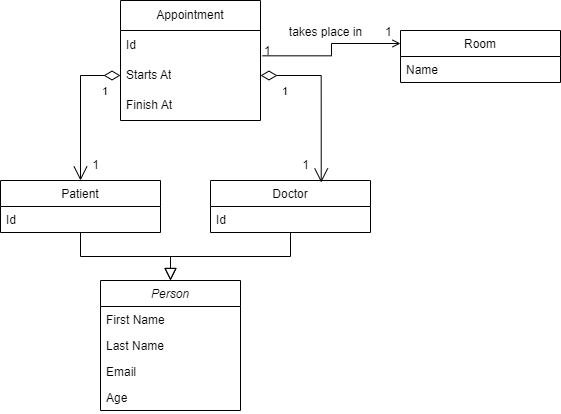 Appointment
takes place in
1
Room
Id
1
Name
Starts At
1
1
Finish At
1
1
Patient
Doctor
Id
Id
Person
First Name
Last Name
Email
Age